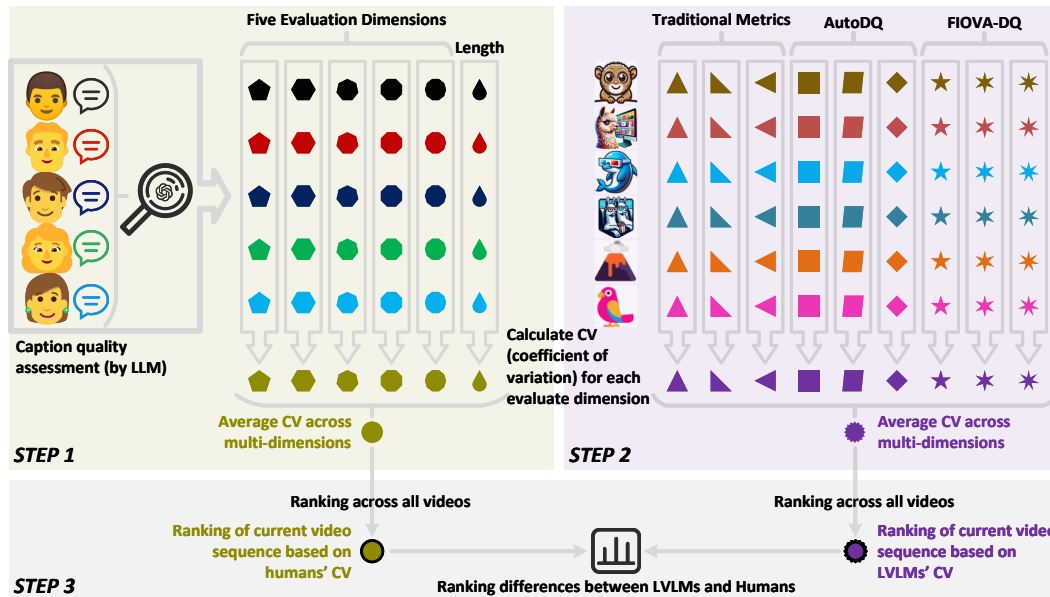 Five Evaluation Dimensions
Length
Caption quality
assessment (by LLM)
Average CV across
multi-dimensions
STEP 1
Calculate CV
(coefficient of
variation) for each
evaluate dimension
Traditional Metrics
AutoDQ
FIOVA-DQ
Average CV across
multi-dimensions
STEP 2
Ranking across all videos
Ranking of current video
sequence based on
humans' CV
Ranking differences between LVLMs and Humans
Ranking across all videos
Ranking of current video
sequence based on
LVLMs' CV
STEP 3